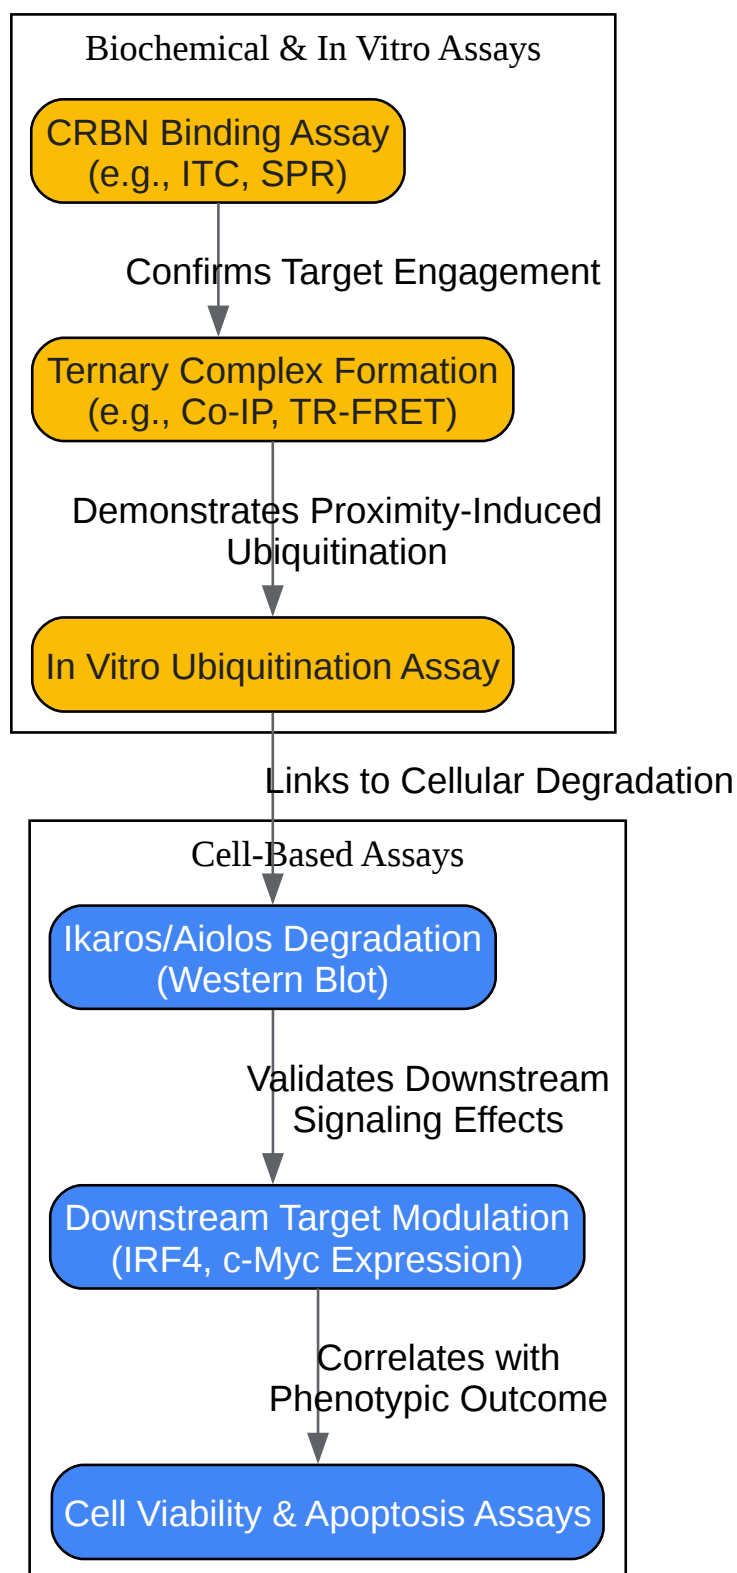 Biochemical & In Vitro Assays
CRBN Binding Assay
(e.g., ITC, SPR)
Confirms Target Engagement
Ternary Complex Formation
(e.g., Co-IP, TR-FRET)
Demonstrates Proximity-Induced
Ubiquitination
In Vitro Ubiquitination Assay
Links to Cellular Degradation
Cell-Based Assays
Ikaros/Aiolos Degradation
(Western Blot)
Validates Downstream
Signaling Effects
Downstream Target Modulation
(IRF4, c-Myc Expression)
Correlates with
Phenotypic Outcome
Cell Viability & Apoptosis Assays